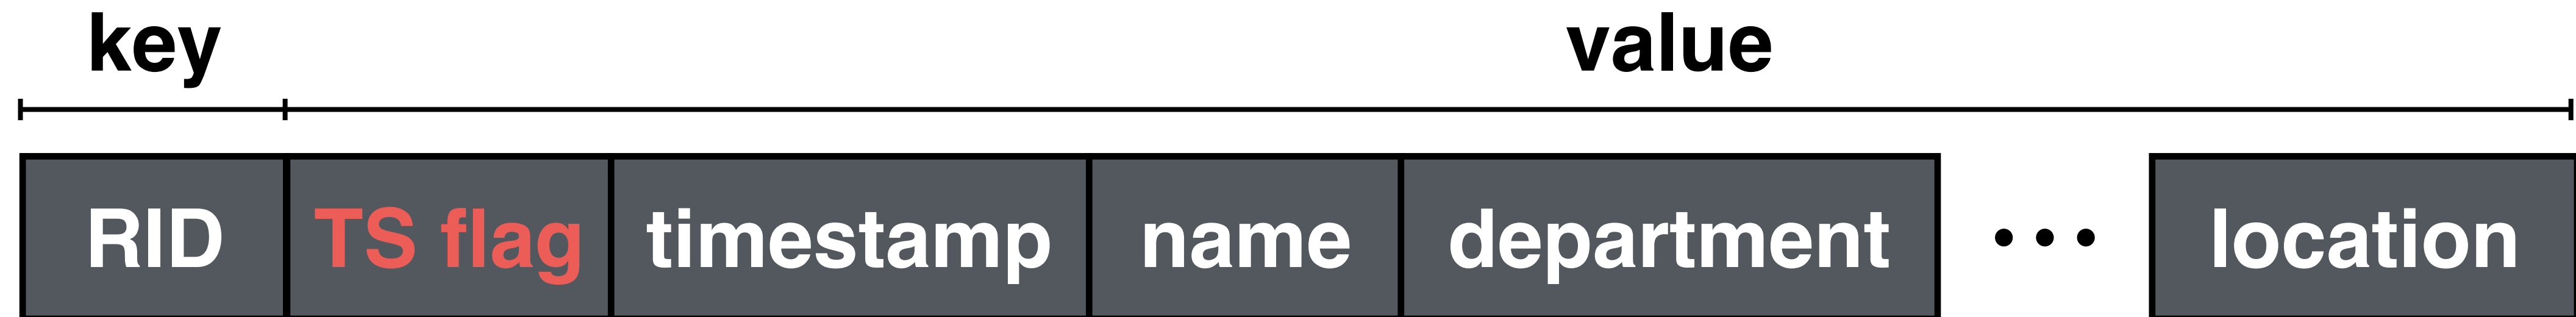 key value
RID TS flag timestamp name department ••• location